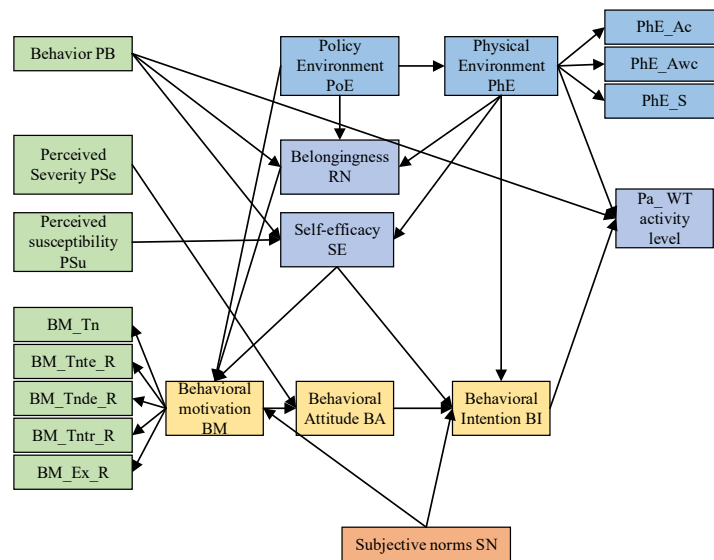 Behavior PB
Policy
Environment
PoE
Physical
Environment
PhE
PhE_Ac
PhE_Awc
PhE_S
Perceived
Severity PSe
Belongingness
RN
Perceived
susceptibility
PSu
Self-efficacy
SE
Pa_ WT
activity
level
BM_Tn
BM_Tnte_R
BM_Tnde_R
BM_Tntr_R
BM_Ex_R
Behavioral
motivation
BM
Behavioral
Attitude BA
Behavioral
Intention BI
Subjective norms SN